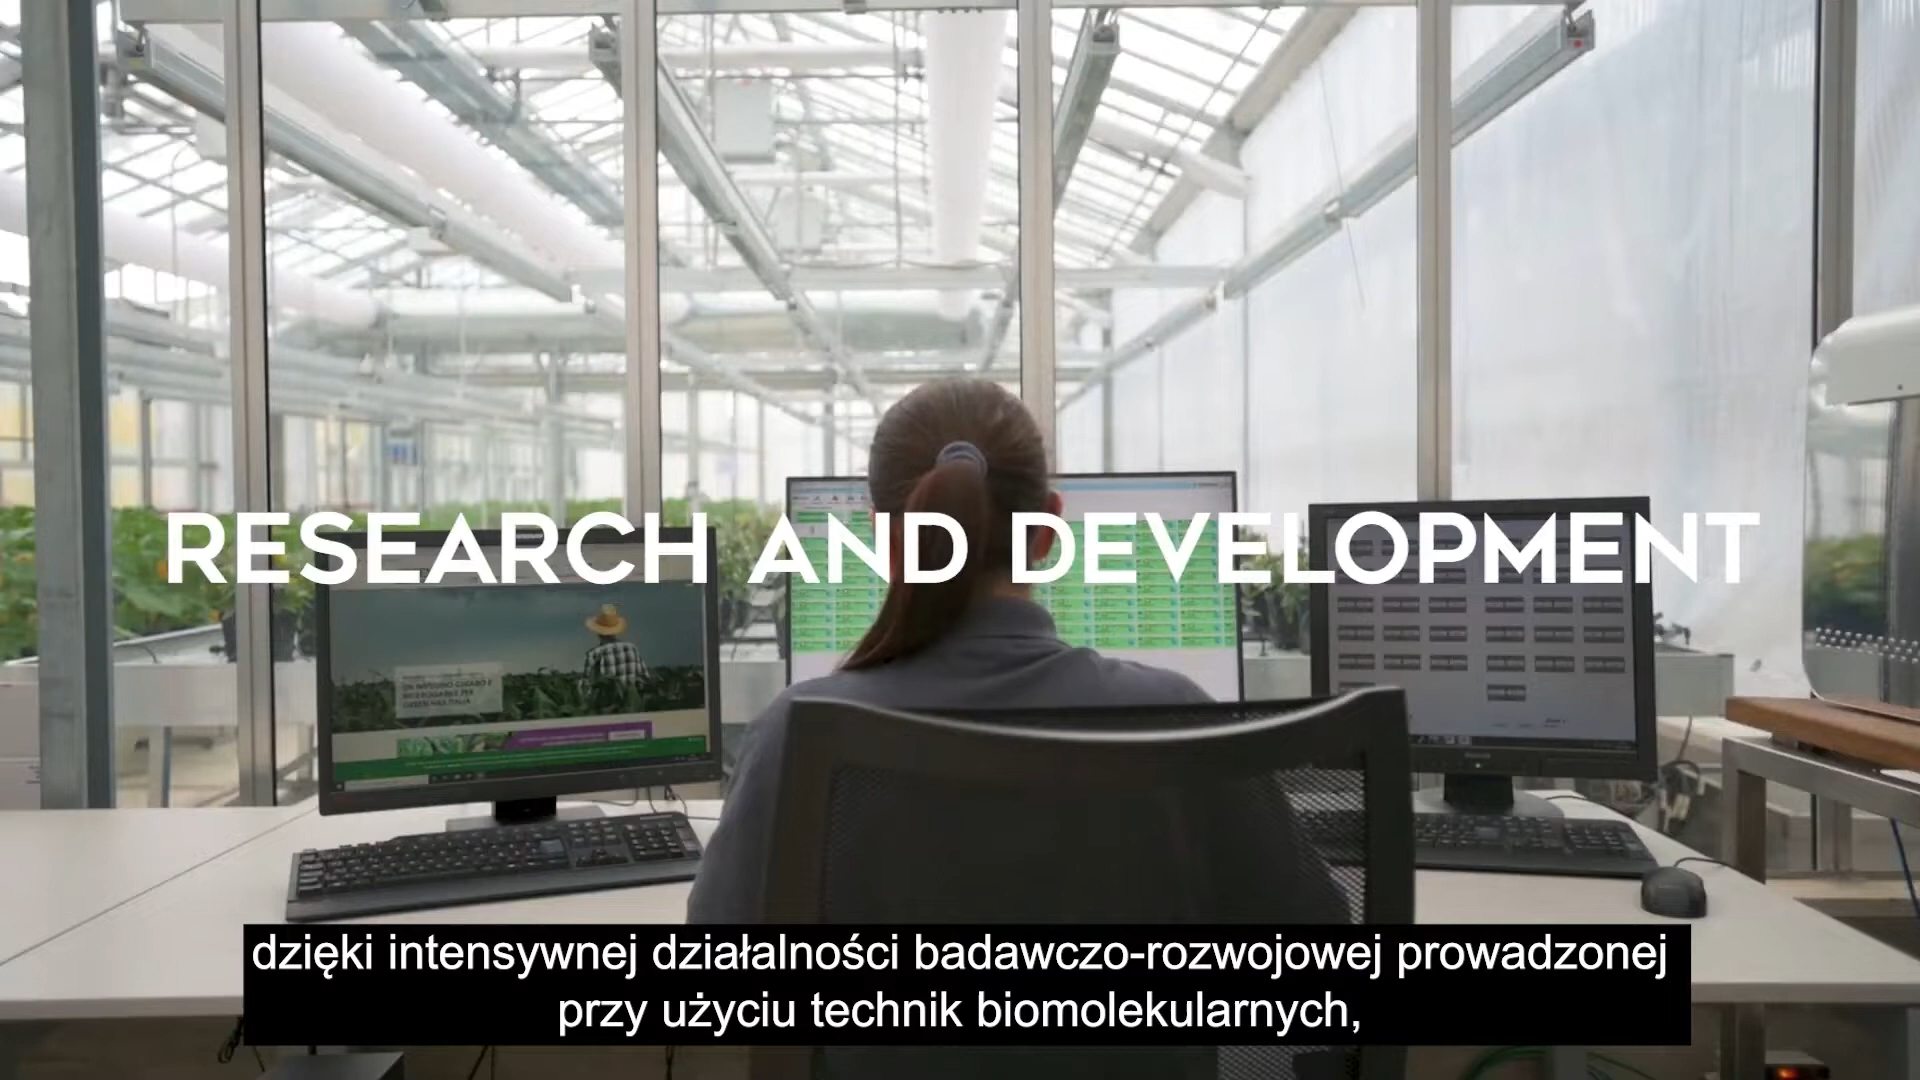 RESEARCH AND DEVELOPMENT
dzięki intensywnej działalności badawczo-rozwojowej prowadzonej
przy użyciu technik biomolekularnych,